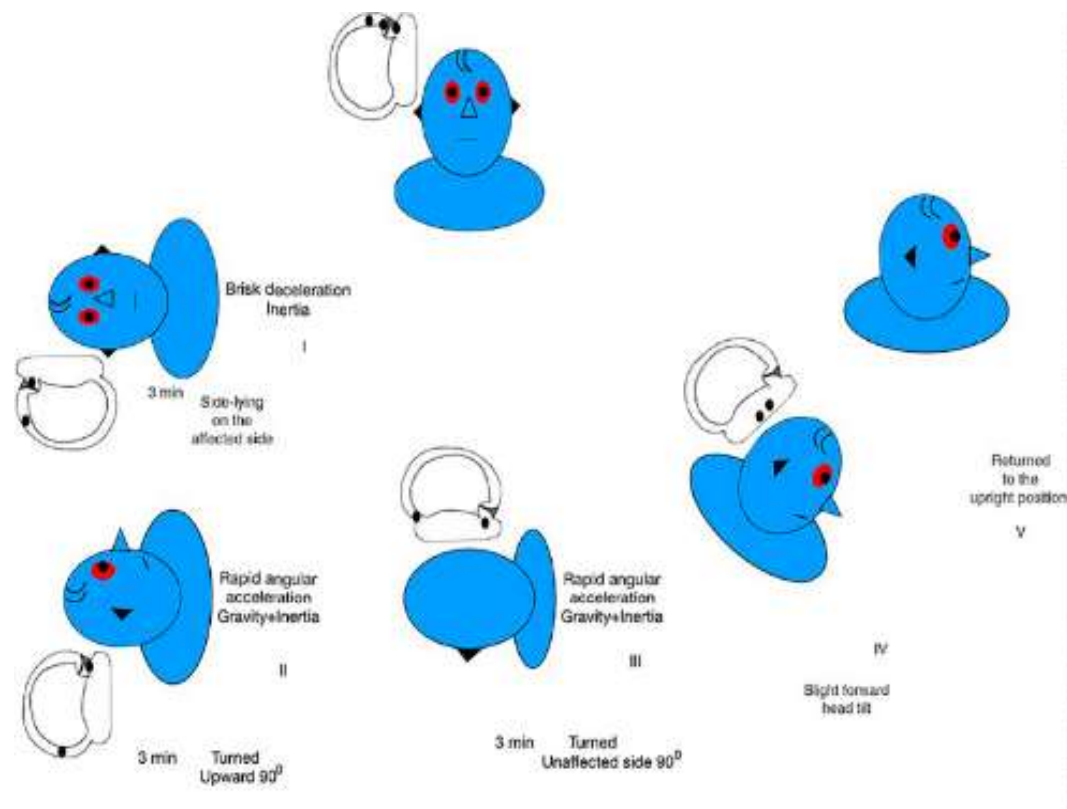 Brisk deceleration
Inertia
I
3 min
Side-lying
on the
affected side
Returned
to the
upright position
V
Rapid angular
acceleration
Gravity+Inertia
II
Rapid angular
acceleration
Gravity+Inertia
III
IV
Slight forward
head tilt
3 min Turned
Upward 90⁰
3 min Turned
Unaffected side 90⁰